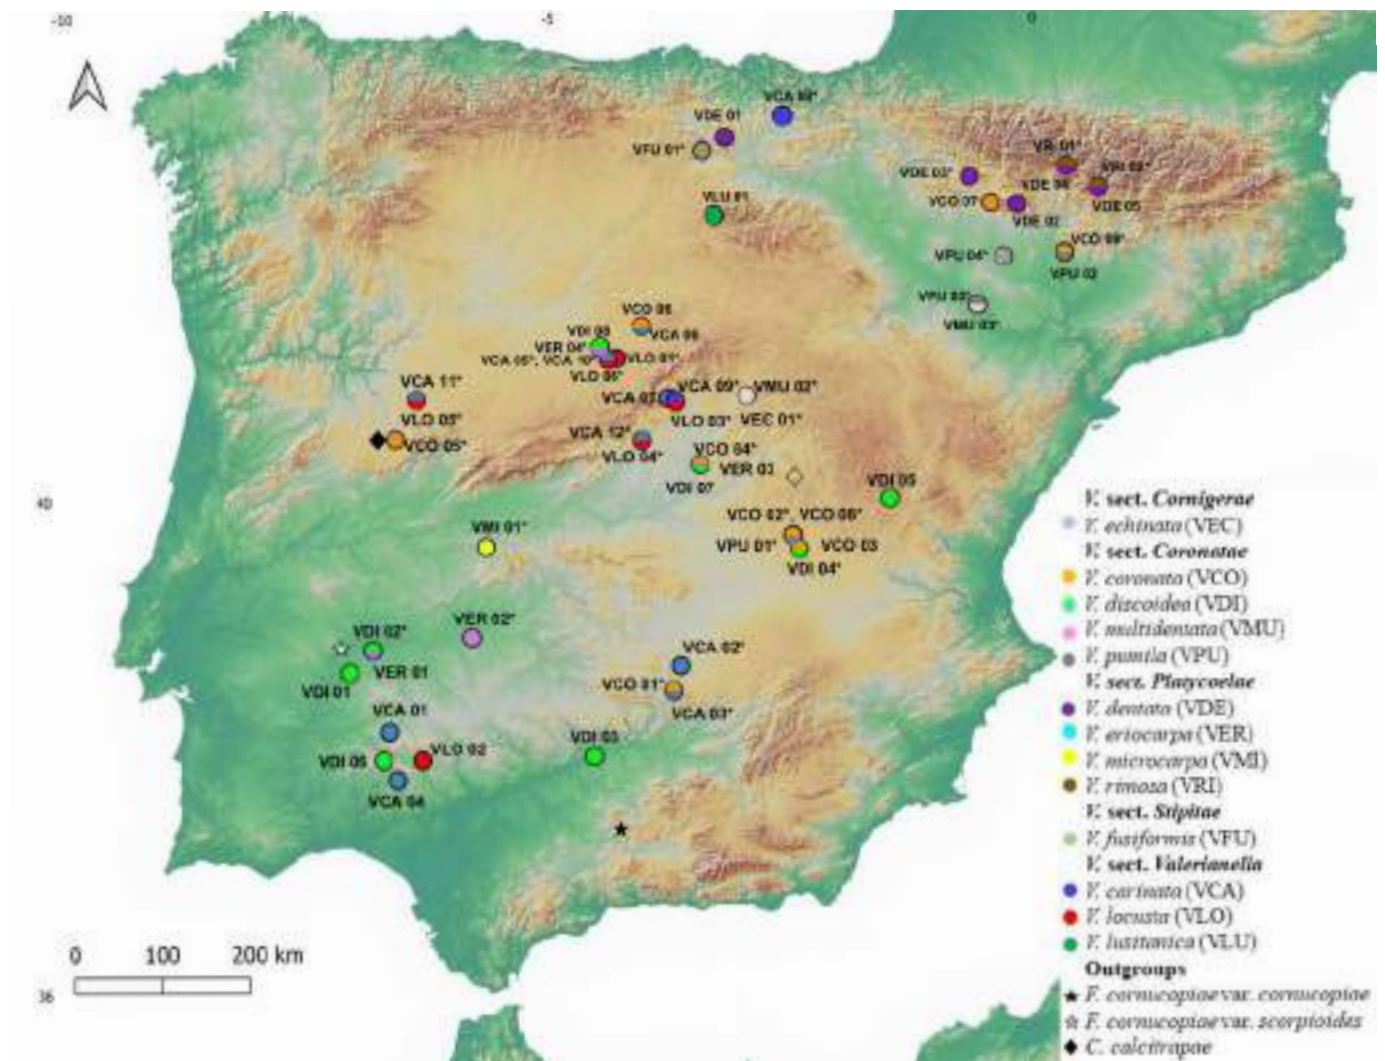 -10
-5
0
VCA 08*
VDE 01
VFU 01*
VR 01*
VRI 02*
VDE 03*
VDE 04
VDE 05
VLU 01
VCO 07
VDE 02
VCO 09*
VPU 04*
VPU 02
VMU 03*
VCO 06
VDI 08
VCA 06
VER 04*
VCA 05*, VCA 10*
VLO 01*
VLO 06*
VCA 11*
VCA 09*
VMU 02*
VLO 05*
VLO 03*
VEC 01*
VCO 05*
VCA 12*
VLO 04*
VCO 04*
VER 03
VDI 07
VDI 05
40
VCO 02*, VCO 08*
VMI 01*
VPU 01*
VCO 03
VDI 04*
VER 02*
VDI 02*
VER 01
VDI 01
VCA 02*
VCO 01*
VCA 03*
VCA 01
VDI 03
VLO 02
VDI 06
VCA 04
0 100 200 km
36
V. sect. Cornigerae
V. echinata (VEC)
V. sect. Coronatae
V. coronata (VCO)
V. discoidea (VDI)
V. multidentata (VMU)
V. pumila (VPU)
V. sect. Platycoelae
V. dentata (VDE)
V. eriocarpa (VER)
V. microcarpa (VMI)
V. rimosa (VRI)
V. sect. Stipitae
V. fusiformis (VFU)
V. sect. Valerianella
V. carinata (VCA)
V. locusta (VLO)
V. lusitanica (VLU)
Outgroups
F. cornucopiae var. cornucopiae
F. cornucopiae var. scorpioides
C. calcitrapae